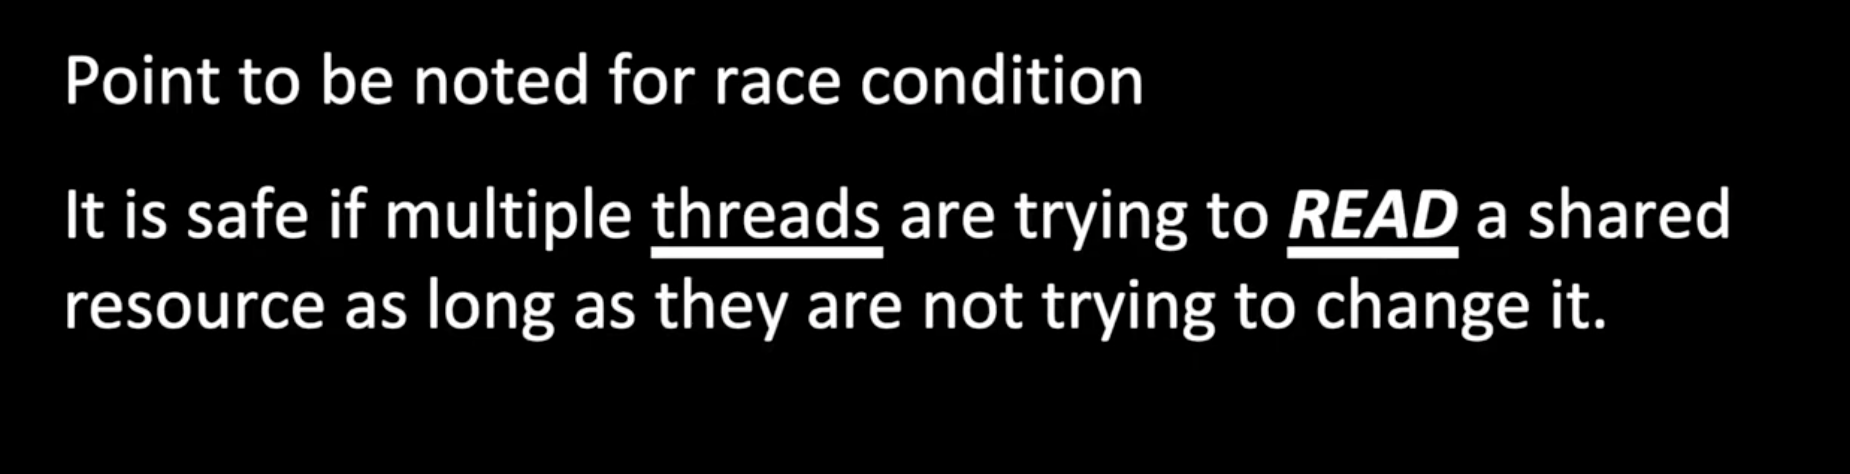 Point to be noted for race condition
It is safe if multiple threads are trying to READ a shared
resource as long as they are not trying to change it.